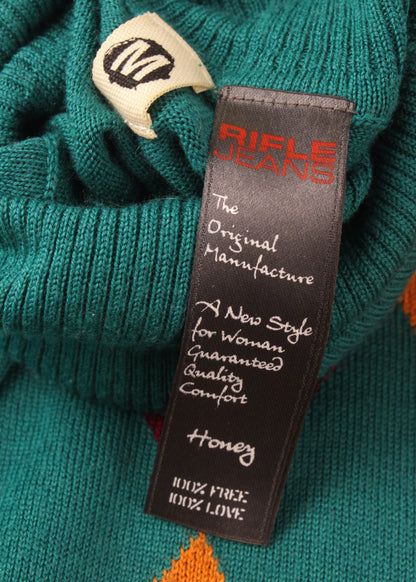 M
RIFLE
JEANS
The
Original
Manufacture
A New Style
for Woman
Guaranteed
Quality
Comfort
Honey
100% FREE
100% LOVE